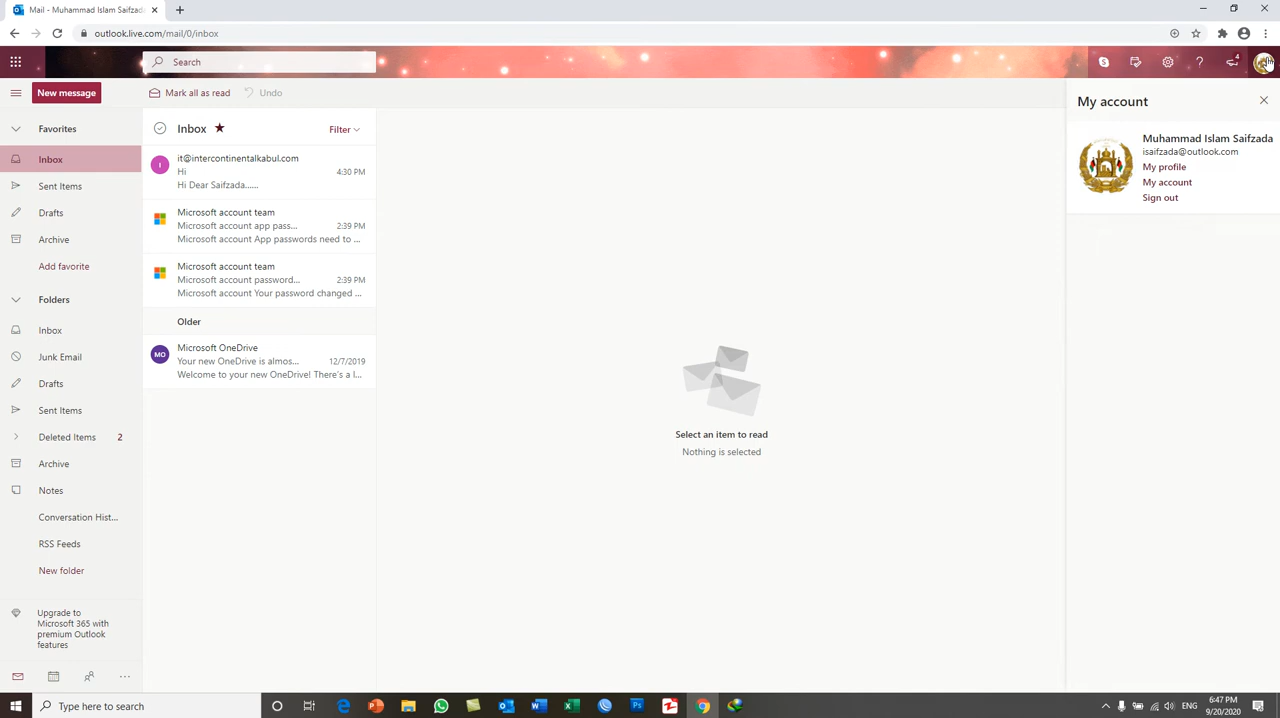 Mail - Muhammad Islam Saifzada
outlook.live.com/mail/0/inbox
Search
4
New message
Mark all as read
Undo
My account
Favorites
Inbox
Filter
Muhammad Islam Saifzada
isaifzada@outlook.com
My profile
My account
Sign out
Inbox
Sent Items
Drafts
Archive
Add favorite
Folders
Inbox
Junk Email
Drafts
Sent Items
Deleted Items 2
Archive
Notes
Conversation Hist...
RSS Feeds
New folder
Upgrade to
Microsoft 365 with
premium Outlook
features
I
it@intercontinentalkabul.com
Hi 4:30 PM
Hi Dear Saifzada......
Microsoft account team
Microsoft account app pass... 2:39 PM
Microsoft account App passwords need to ...
Microsoft account team
Microsoft account password... 2:39 PM
Microsoft account Your password changed ...
Older
MO
Microsoft OneDrive
Your new OneDrive is almos... 12/7/2019
Welcome to your new OneDrive! There's a l...
Select an item to read
Nothing is selected
Type here to search
ENG
6:47 PM
9/20/2020